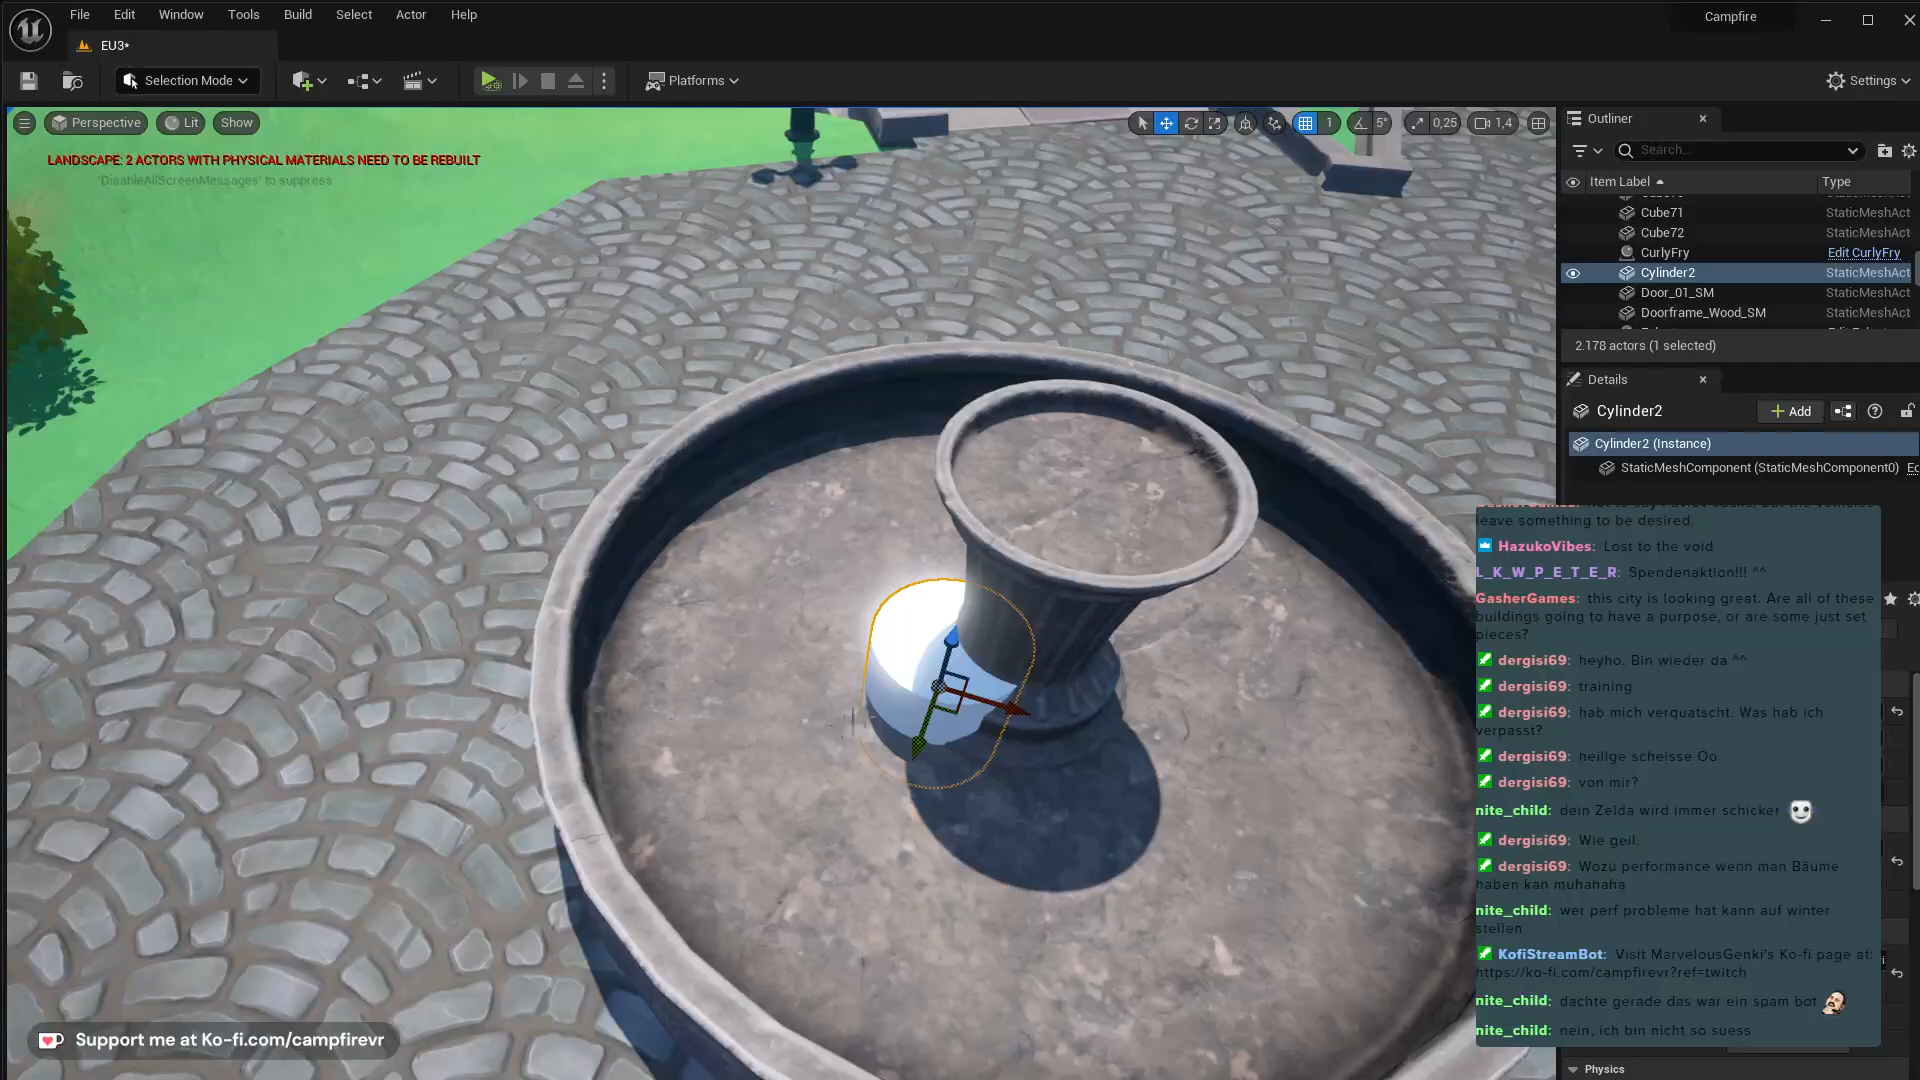 File Edit Window Tools Build Select Actor Help
Campfire
EU3*
Selection Mode
Platforms
Settings
Perspective Lit Show
1 5° 0,25 1,4
LANDSCAPE: 2 ACTORS WITH PHYSICAL MATERIALS NEED TO BE REBUILT
'DisableAllScreenMessages' to suppress
Outliner
Search...
Item Label Type
Cube71 StaticMeshAct
Cube72 StaticMeshAct
CurlyFry Edit CurlyFry
Cylinder2 StaticMeshAct
Door_01_SM StaticMeshAct
Doorframe_Wood_SM StaticMeshAct
2.178 actors (1 selected)
Details
Cylinder2
Add
Cylinder2 (Instance)
StaticMeshComponent (StaticMeshComponent0) Ec
leave something to be desired.
HazukoVibes: Lost to the void
L_K_W_P_E_T_E_R: Spendenaktion!!! ^^
GasherGames: this city is looking great. Are all of these
buildings going to have a purpose, or are some just set
pieces?
dergisi69: heyho. Bin wieder da ^^
dergisi69: training
dergisi69: hab mich verquatscht. Was hab ich
verpasst?
dergisi69: heilige scheisse Oo
dergisi69: von mir?
nite_child: dein Zelda wird immer schicker
dergisi69: Wie geil.
dergisi69: Wozu performance wenn man Bäume
haben kan muhahaha
nite_child: wer perf probleme hat kann auf winter
stellen
KofiStreamBot: Visit MarvelousGenki's Ko-fi page at:
https://ko-fi.com/campfirevr?ref=twitch
nite_child: dachte gerade das war ein spam bot
nite_child: nein, ich bin nicht so suess
Physics
Support me at Ko-fi.com/campfirevr